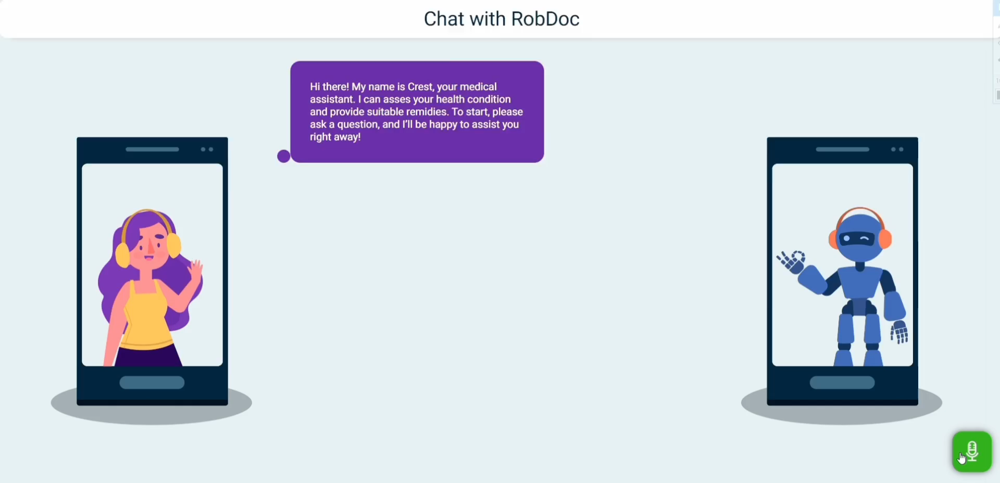 Chat with RobDoc
Hi there! My name is Crest, your medical
assistant. I can asses your health condition
and provide suitable remidies. To start, please
ask a question, and I'll be happy to assist you
right away!